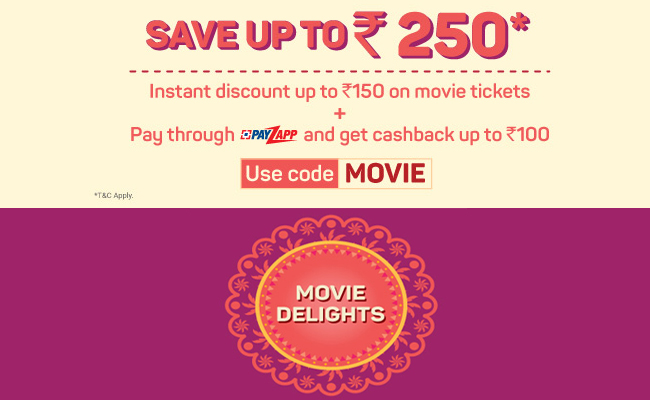 SAVE UP TO ₹ 250*
Instant discount up to ₹150 on movie tickets
+
Pay through PAYZAPP and get cashback up to ₹100
Use code MOVIE
*T&C Apply.
MOVIE
DELIGHTS